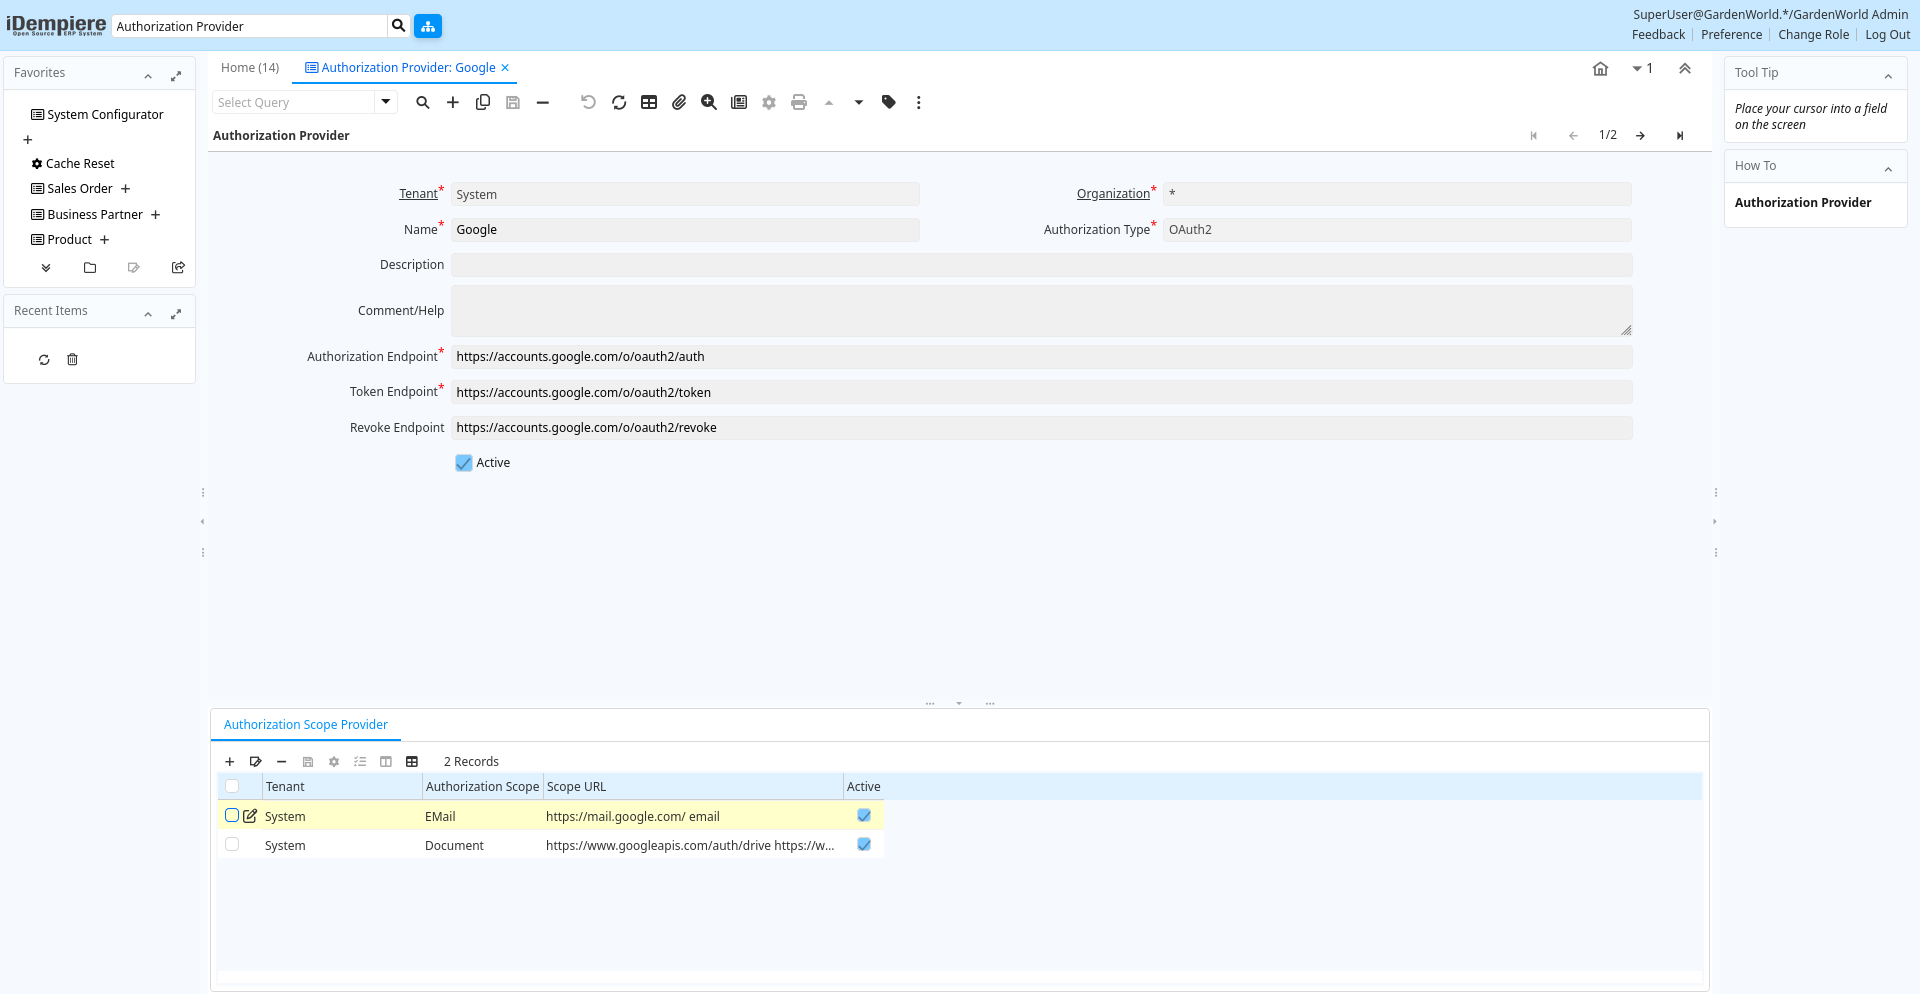 iDempiere
Open Source ERP System
Authorization Provider
SuperUser@GardenWorld.*/GardenWorld Admin
Feedback
Preference
Change Role
Log Out
Favorites
System Configurator
Cache Reset
Sales Order
Business Partner
Product
Recent Items
Home (14)
Authorization Provider: Google
1
Select Query
Authorization Provider
1/2
Tenant*
System
Organization*
*
Name*
Google
Authorization Type*
OAuth2
Description
Comment/Help
Authorization Endpoint*
https://accounts.google.com/o/oauth2/auth
Token Endpoint*
https://accounts.google.com/o/oauth2/token
Revoke Endpoint
https://accounts.google.com/o/oauth2/revoke
Active
Authorization Scope Provider
2 Records
Tenant Authorization Scope Scope URL Active
System EMail https://mail.google.com/ email
System Document https://www.googleapis.com/auth/drive https://w...
Tool Tip
Place your cursor into a field
on the screen
How To
Authorization Provider